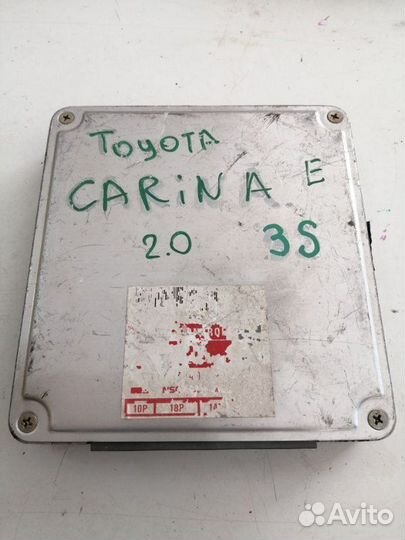 TOYOTA
CARINA E
2.0 3S
10P 18P
Avito